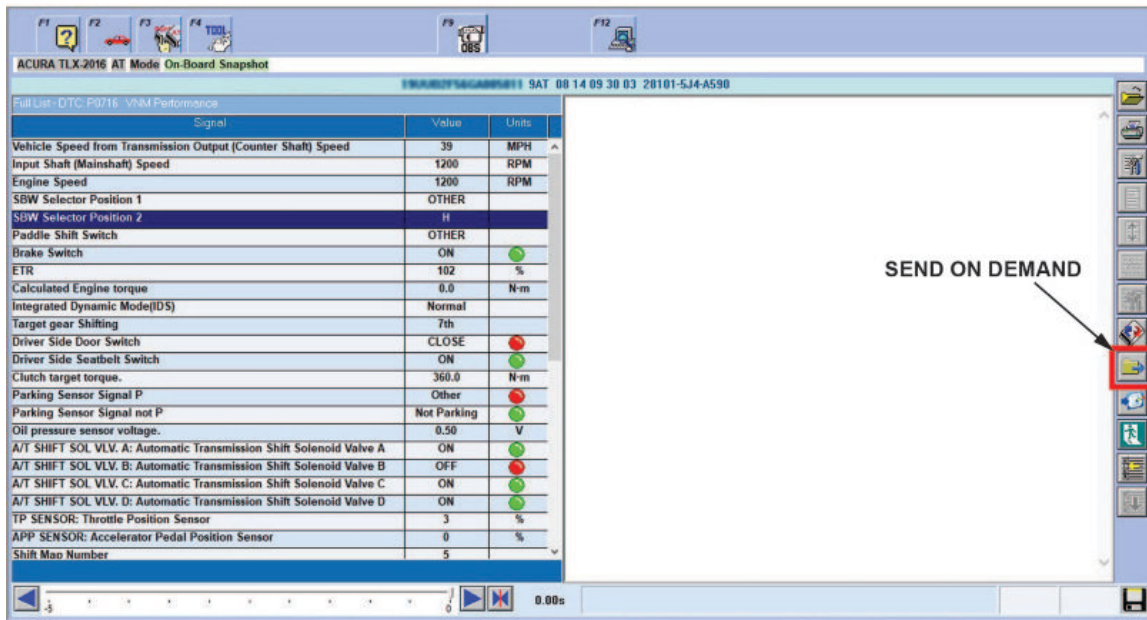 F1 F2 F3 F4 TOOL F9 OBS F12
ACURA TLX-2016 AT Mode On-Board Snapshot
9AT 08 14 09 30 03 28101-5J4-A590
Full List - DTC: P0716 VNM Performance
Signal Value Units
Vehicle Speed from Transmission Output (Counter Shaft) Speed 39 MPH
Input Shaft (Mainshaft) Speed 1200 RPM
Engine Speed 1200 RPM
SBW Selector Position 1 OTHER
SBW Selector Position 2 H
Paddle Shift Switch OTHER
Brake Switch ON
ETR 102 %
Calculated Engine torque 0.0 N·m
Integrated Dynamic Mode(IDS) Normal
Target gear Shifting 7th
Driver Side Door Switch CLOSE
Driver Side Seatbelt Switch ON
Clutch target torque. 360.0 N·m
Parking Sensor Signal P Other
Parking Sensor Signal not P Not Parking
Oil pressure sensor voltage. 0.50 V
A/T SHIFT SOL VLV. A: Automatic Transmission Shift Solenoid Valve A ON
A/T SHIFT SOL VLV. B: Automatic Transmission Shift Solenoid Valve B OFF
A/T SHIFT SOL VLV. C: Automatic Transmission Shift Solenoid Valve C ON
A/T SHIFT SOL VLV. D: Automatic Transmission Shift Solenoid Valve D ON
TP SENSOR: Throttle Position Sensor 3 %
APP SENSOR: Accelerator Pedal Position Sensor 0 %
Shift Map Number 5
SEND ON DEMAND
-5 0 0.00s